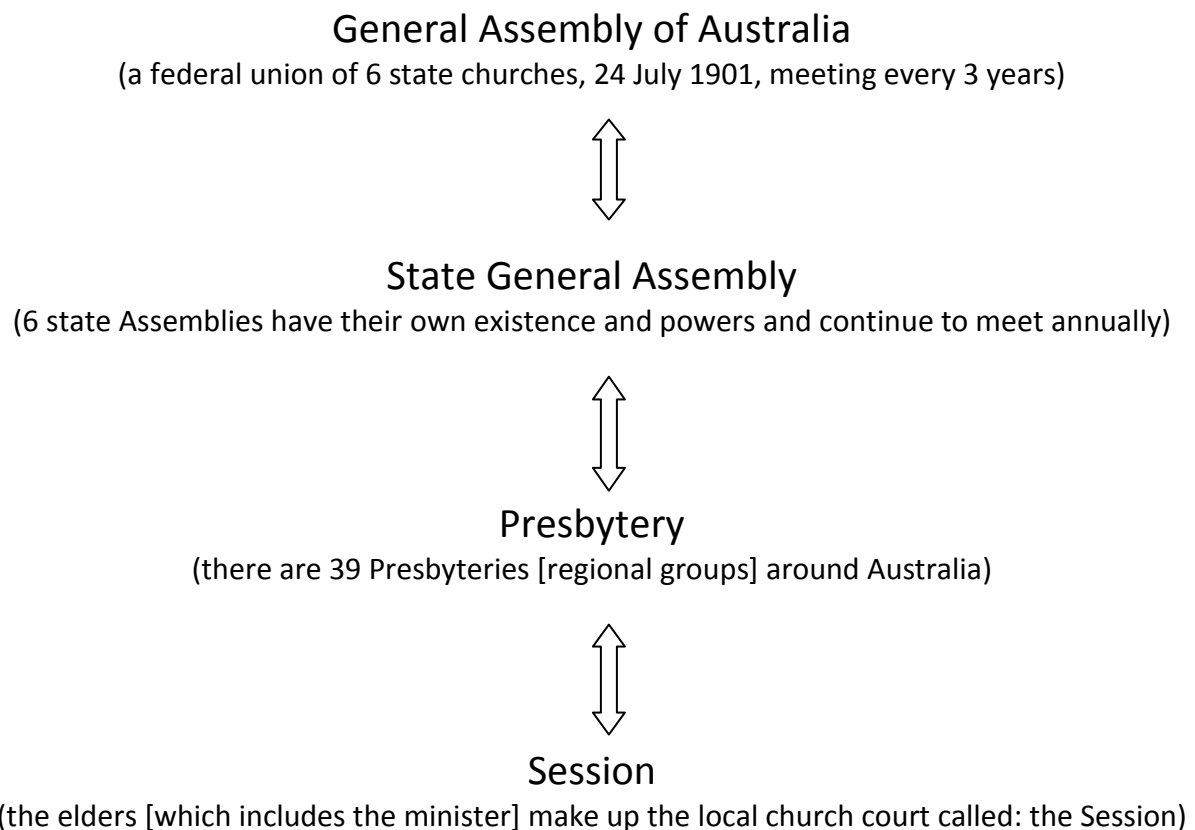 General Assembly of Australia
(a federal union of 6 state churches, 24 July 1901, meeting every 3 years)
State General Assembly
(6 state Assemblies have their own existence and powers and continue to meet annually)
Presbytery
(there are 39 Presbyteries [regional groups] around Australia)
Session
(the elders [which includes the minister] make up the local church court called: the Session)